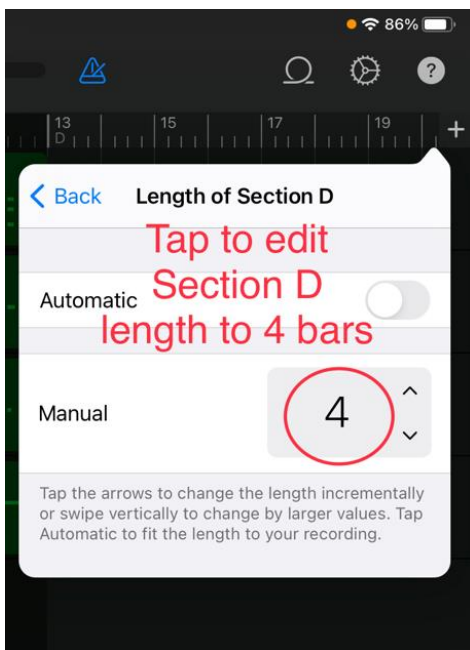 86%
?
13 15 17 19 +
D
Back Length of Section D
Tap to edit
Section D
length to 4 bars
Automatic
Manual 4
Tap the arrows to change the length incrementally
or swipe vertically to change by larger values. Tap
Automatic to fit the length to your recording.